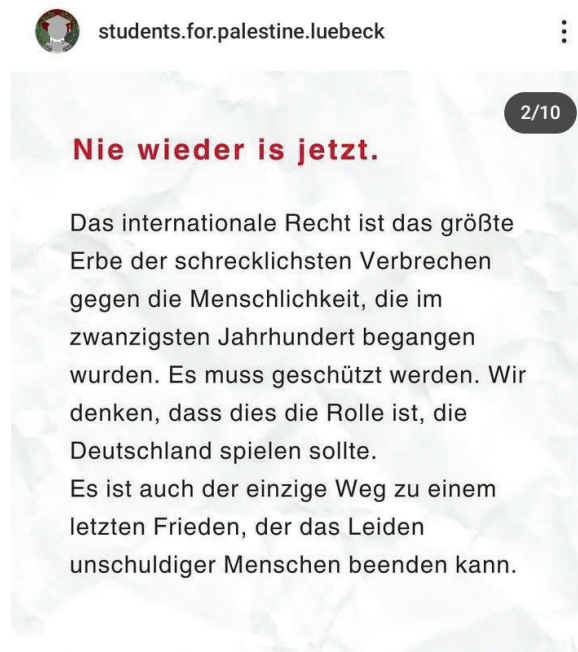 students.for.palestine.luebeck
2/10
Nie wieder is jetzt.
Das internationale Recht ist das größte
Erbe der schrecklichsten Verbrechen
gegen die Menschlichkeit, die im
zwanzigsten Jahrhundert begangen
wurden. Es muss geschützt werden. Wir
denken, dass dies die Rolle ist, die
Deutschland spielen sollte.
Es ist auch der einzige Weg zu einem
letzten Frieden, der das Leiden
unschuldiger Menschen beenden kann.